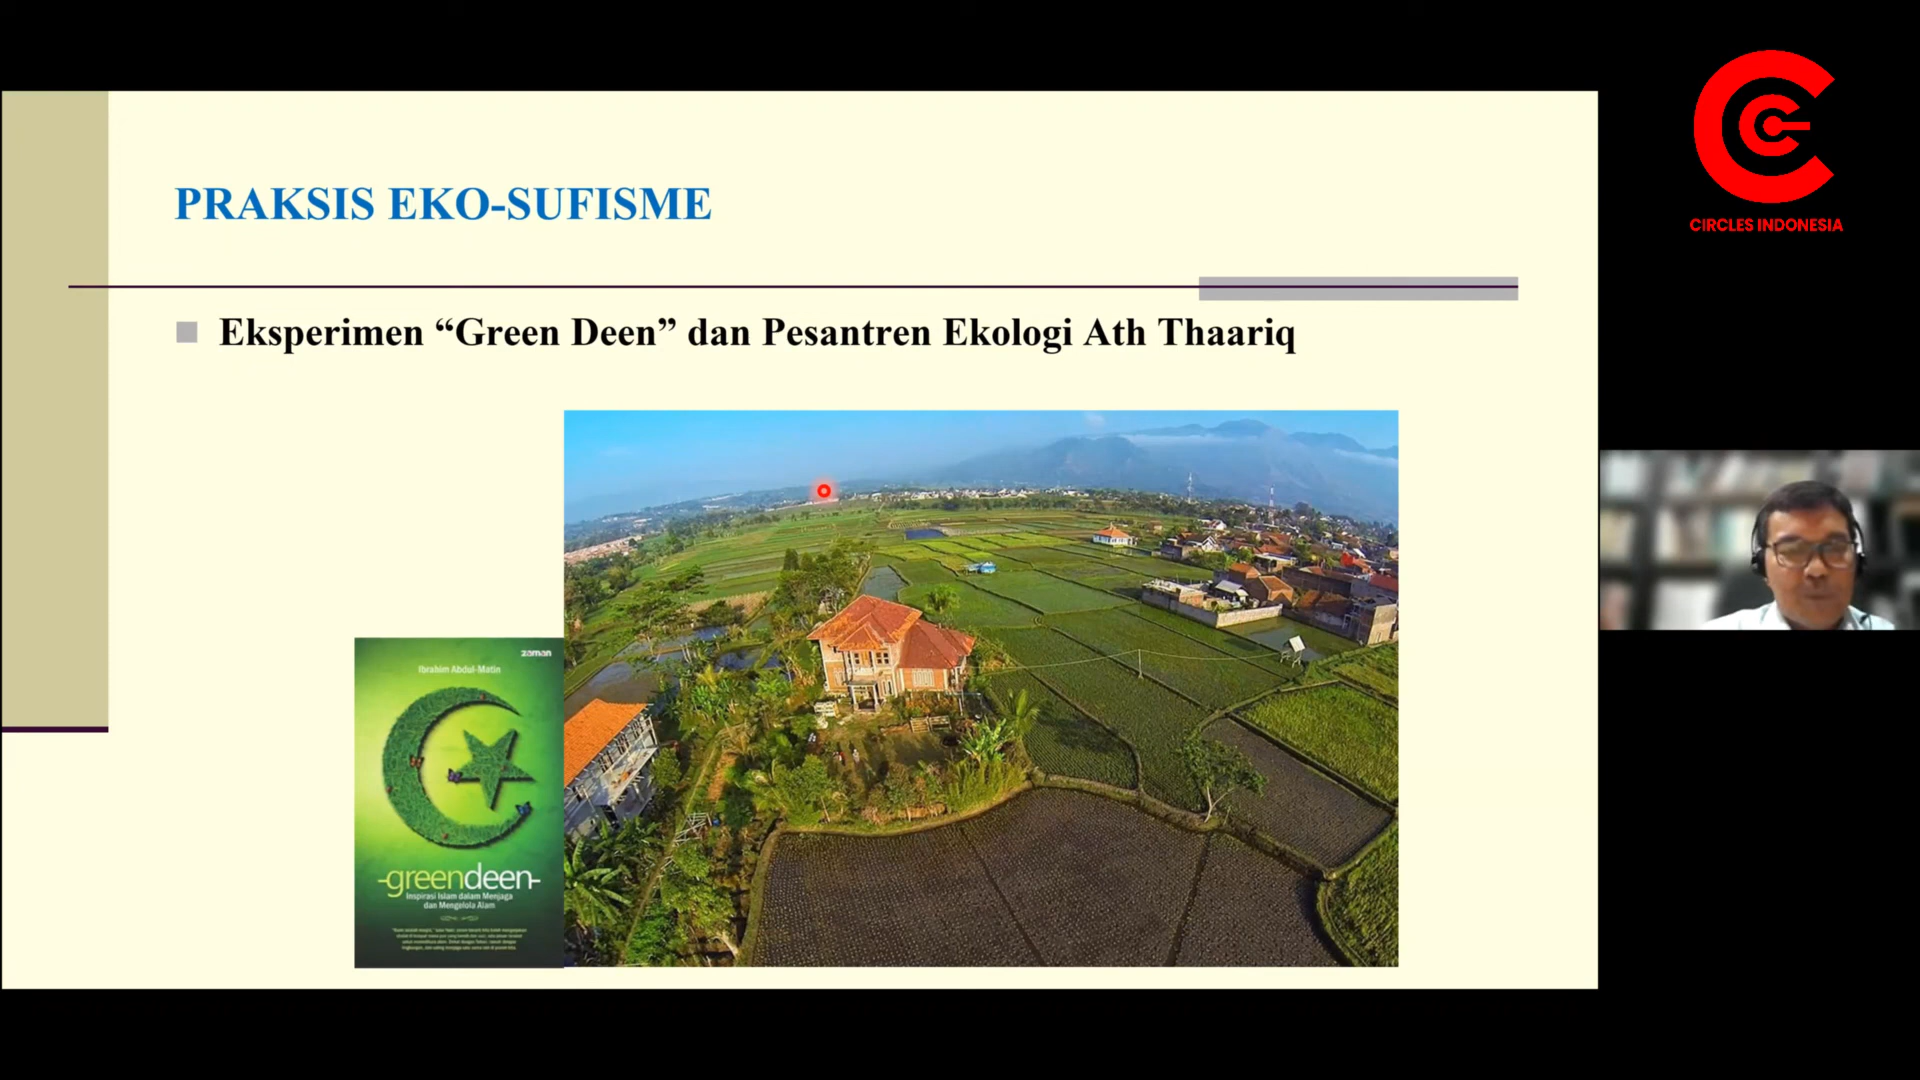 PRAKSIS EKO-SUFISME
Eksperimen “Green Deen” dan Pesantren Ekologi Ath Thaariq
zaman
Ibrahim Abdul-Matin
-greendeen-
Inspirasi Islam dalam Menjaga
dan Mengelola Alam
CIRCLES INDONESIA